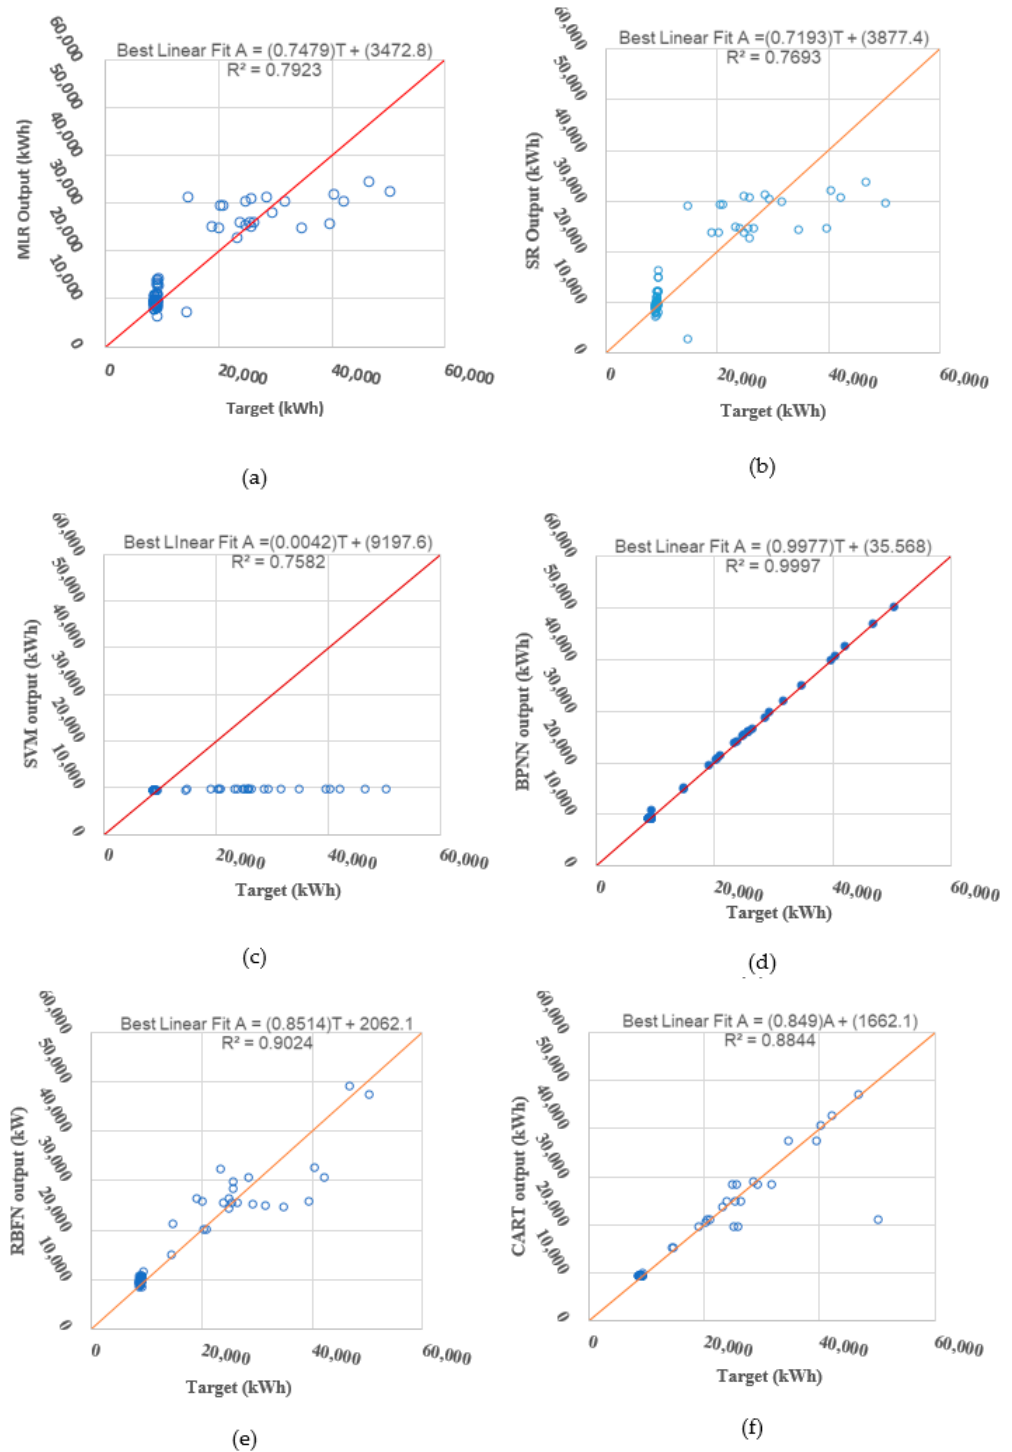 Best Linear Fit A = (0.7479)T + (3472.8)
R² = 0.7923
MLR Output (kWh)
60,000
50,000
40,000
30,000
20,000
10,000
0
0
20,000
40,000
60,000
Target (kWh)
(a)
Best Linear Fit A = (0.7193)T + (3877.4)
R² = 0.7693
SR Output (kWh)
60,000
50,000
40,000
30,000
20,000
10,000
0
0
20,000
40,000
60,000
Target (kWh)
(b)
Best LInear Fit A =(0.0042)T + (9197.6)
R² = 0.7582
SVM output (kWh)
60,000
50,000
40,000
30,000
20,000
10,000
0
0
20,000
40,000
60,000
Target (kWh)
(c)
Best Linear Fit A = (0.9977)T + (35.568)
R² = 0.9997
BPNN output (kWh)
60,000
50,000
40,000
30,000
20,000
10,000
0
0
20,000
40,000
60,000
Target (kWh)
(d)
Best Linear Fit A = (0.8514)T + 2062.1
R² = 0.9024
RBFN output (kW)
60,000
50,000
40,000
30,000
20,000
10,000
0
0
20,000
40,000
60,000
Target (kWh)
(e)
Best Linear Fit A = (0.849)A + (1662.1)
R² = 0.8844
CART output (kWh)
60,000
50,000
40,000
30,000
20,000
10,000
0
0
20,000
40,000
60,000
Target (kWh)
(f)